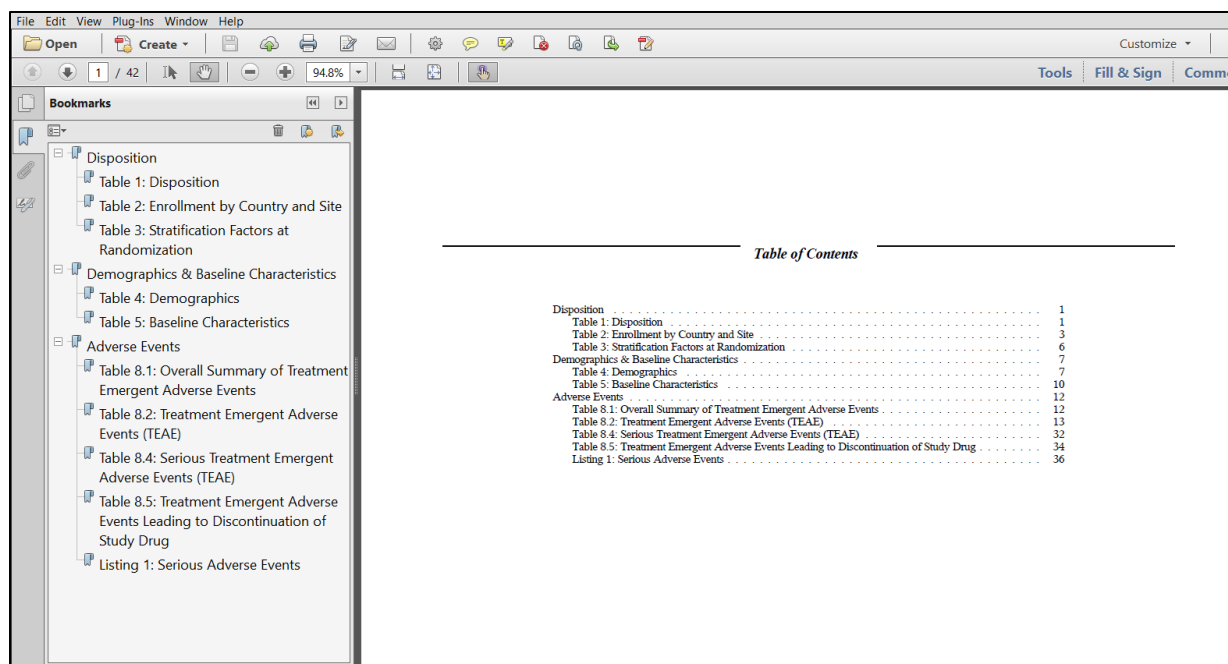 File Edit View Plug-Ins Window Help
Open Create Customize
1 / 42 94.8% Tools Fill & Sign Comm
Bookmarks
Disposition
Table 1: Disposition
Table 2: Enrollment by Country and Site
Table 3: Stratification Factors at
Randomization
Demographics & Baseline Characteristics
Table 4: Demographics
Table 5: Baseline Characteristics
Adverse Events
Table 8.1: Overall Summary of Treatment
Emergent Adverse Events
Table 8.2: Treatment Emergent Adverse
Events (TEAE)
Table 8.4: Serious Treatment Emergent
Adverse Events (TEAE)
Table 8.5: Treatment Emergent Adverse
Events Leading to Discontinuation of
Study Drug
Listing 1: Serious Adverse Events
Table of Contents
Disposition 1
Table 1: Disposition 1
Table 2: Enrollment by Country and Site 3
Table 3: Stratification Factors at Randomization 6
Demographics & Baseline Characteristics 7
Table 4: Demographics 7
Table 5: Baseline Characteristics 10
Adverse Events 12
Table 8.1: Overall Summary of Treatment Emergent Adverse Events 12
Table 8.2: Treatment Emergent Adverse Events (TEAE) 13
Table 8.4: Serious Treatment Emergent Adverse Events (TEAE) 32
Table 8.5: Treatment Emergent Adverse Events Leading to Discontinuation of Study Drug 34
Listing 1: Serious Adverse Events 36